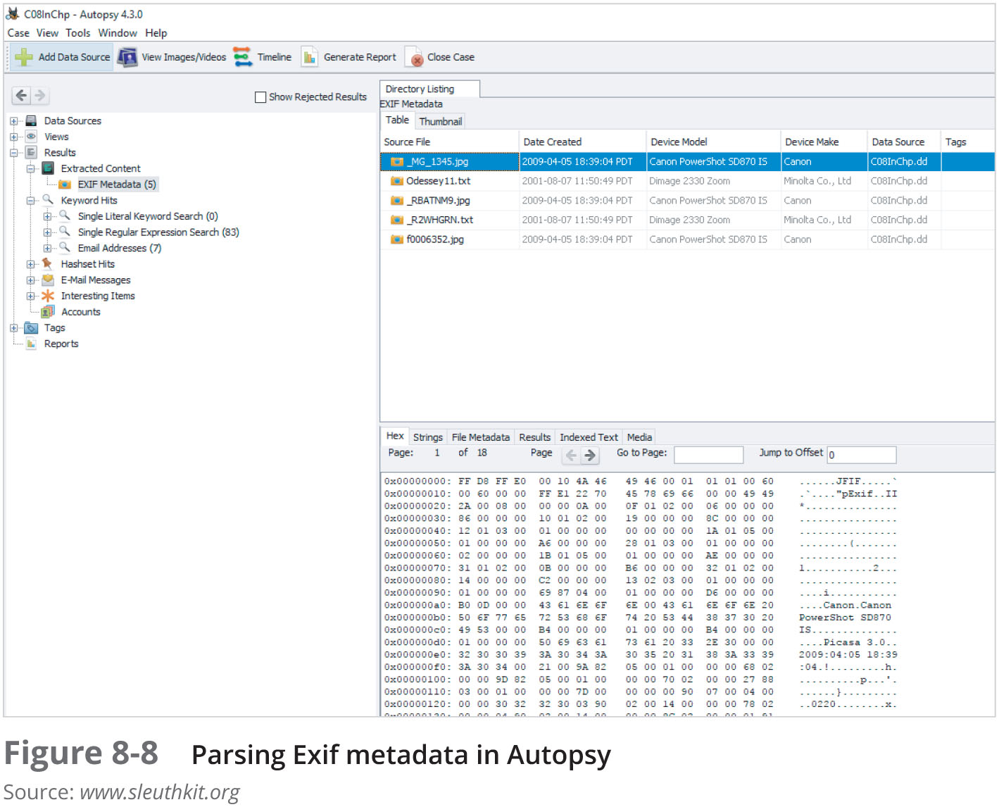 C08InChp - Autopsy 4.3.0
Case View Tools Window Help
Add Data Source View Images/Videos Timeline Generate Report Close Case
Show Rejected Results
Data Sources
Views
Results
Extracted Content
EXIF Metadata (5)
Keyword Hits
Single Literal Keyword Search (0)
Single Regular Expression Search (83)
Email Addresses (7)
Hashset Hits
E-Mail Messages
Interesting Items
Accounts
Tags
Reports
Directory Listing
EXIF Metadata
Table Thumbnail
Source File Date Created Device Model Device Make Data Source Tags
_MG_1345.jpg 2009-04-05 18:39:04 PDT Canon PowerShot SD870 IS Canon C08InChp.dd
Odessey11.txt 2001-08-07 11:50:49 PDT Dimage 2330 Zoom Minolta Co., Ltd C08InChp.dd
_RBATNM9.jpg 2009-04-05 18:39:04 PDT Canon PowerShot SD870 IS Canon C08InChp.dd
_R2WHGRN.txt 2001-08-07 11:50:49 PDT Dimage 2330 Zoom Minolta Co., Ltd C08InChp.dd
f0006352.jpg 2009-04-05 18:39:04 PDT Canon PowerShot SD870 IS Canon C08InChp.dd
Hex Strings File Metadata Results Indexed Text Media
Page: 1 of 18 Page Go to Page: Jump to Offset 0
0x00000000: FF D8 FF E0 00 10 4A 46 49 46 00 01 01 01 00 60 ......JFIF.....`
0x00000010: 00 60 00 00 FF E1 22 70 45 78 69 66 00 00 49 49 .`...."pExif..II
0x00000020: 2A 00 08 00 00 00 0A 00 0F 01 02 00 06 00 00 00 *...............
0x00000030: 86 00 00 00 10 01 02 00 19 00 00 00 8C 00 00 00 ................
0x00000040: 12 01 03 00 01 00 00 00 00 00 00 00 1A 01 05 00 ................
0x00000050: 01 00 00 00 A6 00 00 00 28 01 03 00 01 00 00 00 ........(.......
0x00000060: 02 00 00 00 1B 01 05 00 01 00 00 00 AE 00 00 00 ................
0x00000070: 31 01 02 00 0B 00 00 00 B6 00 00 00 32 01 02 00 1...........2...
0x00000080: 14 00 00 00 C2 00 00 00 13 02 03 00 01 00 00 00 ................
0x00000090: 01 00 00 00 69 87 04 00 01 00 00 00 D6 00 00 00 ....i...........
0x000000a0: B0 0D 00 00 43 61 6E 6F 6E 00 43 61 6E 6F 6E 20 ....Canon.Canon
0x000000b0: 50 6F 77 65 72 53 68 6F 74 20 53 44 38 37 30 20 PowerShot SD870
0x000000c0: 49 53 00 00 B4 00 00 00 01 00 00 00 B4 00 00 00 IS..............
0x000000d0: 01 00 00 00 50 69 63 61 73 61 20 33 2E 30 00 00 ....Picasa 3.0..
0x000000e0: 32 30 30 39 3A 30 34 3A 30 35 20 31 38 3A 33 39 2009:04:05 18:39
0x000000f0: 3A 30 34 00 21 00 9A 82 05 00 01 00 00 00 68 02 :04.!.........h.
0x00000100: 00 00 9D 82 05 00 01 00 00 00 70 02 00 00 27 88 ..........p...'.
0x00000110: 03 00 01 00 00 00 7D 00 00 00 00 90 07 00 04 00 ......}.........
0x00000120: 00 00 30 32 32 30 03 90 02 00 14 00 00 00 78 02 ..0220........x.
Figure 8-8 Parsing Exif metadata in Autopsy
Source: www.sleuthkit.org